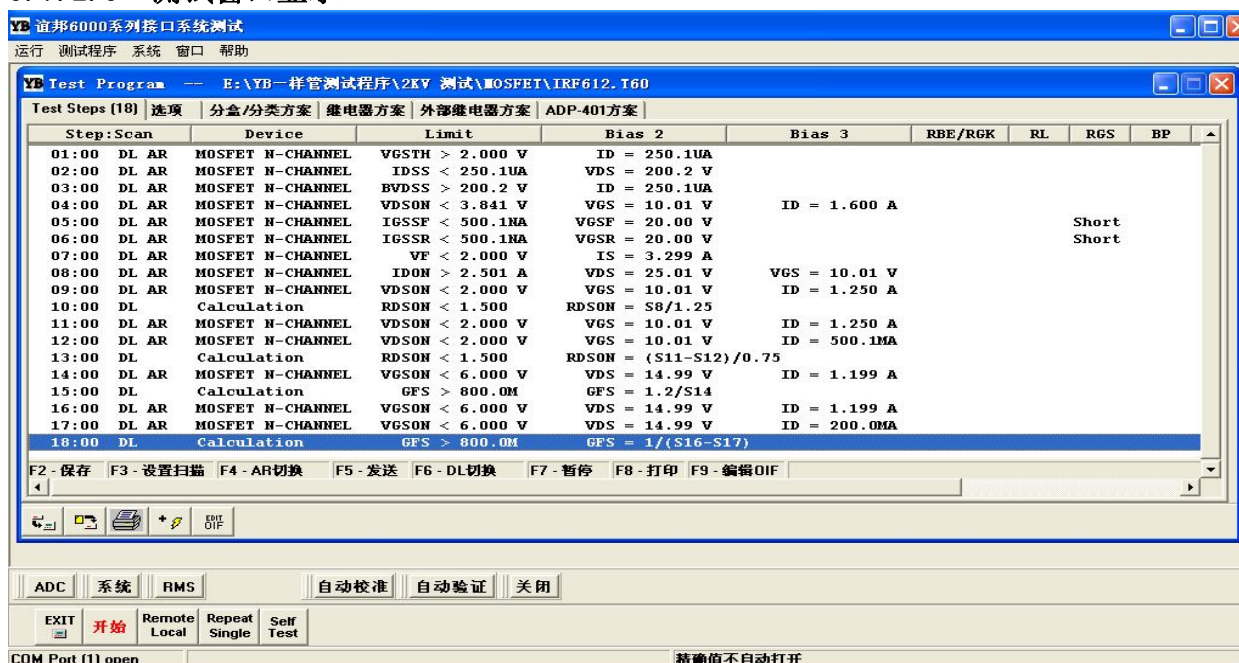 YB 谊邦6000系列接口系统测试
运行 测试程序 系统 窗口 帮助
YB Test Program -- E:\YB一样管测试程序\2KV 测试\MOSFET\IRF612.T60
Test Steps (18) 选项 分盒/分类方案 继电器方案 外部继电器方案 ADP-401方案
Step:Scan Device Limit Bias 2 Bias 3 RBE/RGK RL RGS BP
01:00 DL AR MOSFET N-CHANNEL VGSTH > 2.000 V ID = 250.1UA
02:00 DL AR MOSFET N-CHANNEL IDSS < 250.1UA VDS = 200.2 V
03:00 DL AR MOSFET N-CHANNEL BVDSS > 200.2 V ID = 250.1UA
04:00 DL AR MOSFET N-CHANNEL VDSON < 3.841 V VGS = 10.01 V ID = 1.600 A
05:00 DL AR MOSFET N-CHANNEL IGSSF < 500.1NA VGSF = 20.00 V Short
06:00 DL AR MOSFET N-CHANNEL IGSSR < 500.1NA VGSR = 20.00 V Short
07:00 DL AR MOSFET N-CHANNEL VF < 2.000 V IS = 3.299 A
08:00 DL AR MOSFET N-CHANNEL IDON > 2.501 A VDS = 25.01 V VGS = 10.01 V
09:00 DL AR MOSFET N-CHANNEL VDSON < 2.000 V VGS = 10.01 V ID = 1.250 A
10:00 DL Calculation RDSON < 1.500 RDSON = S8/1.25
11:00 DL AR MOSFET N-CHANNEL VDSON < 2.000 V VGS = 10.01 V ID = 1.250 A
12:00 DL AR MOSFET N-CHANNEL VDSON < 2.000 V VGS = 10.01 V ID = 500.1MA
13:00 DL Calculation RDSON < 1.500 RDSON = (S11-S12)/0.75
14:00 DL AR MOSFET N-CHANNEL VGSON < 6.000 V VDS = 14.99 V ID = 1.199 A
15:00 DL Calculation GFS > 800.0M GFS = 1.2/S14
16:00 DL AR MOSFET N-CHANNEL VGSON < 6.000 V VDS = 14.99 V ID = 1.199 A
17:00 DL AR MOSFET N-CHANNEL VGSON < 6.000 V VDS = 14.99 V ID = 200.0MA
18:00 DL Calculation GFS > 800.0M GFS = 1/(S16-S17)
F2 - 保存 F3 - 设置扫描 F4 - AR切换 F5 - 发送 F6 - DL切换 F7 - 暂停 F8 - 打印 F9 - 编辑OIF
EDIT OIF
ADC 系统 RMS 自动校准 自动验证 关闭
EXIT 开始 Remote Local Repeat Single Self Test
COM Port (1) open 精确值不自动打开